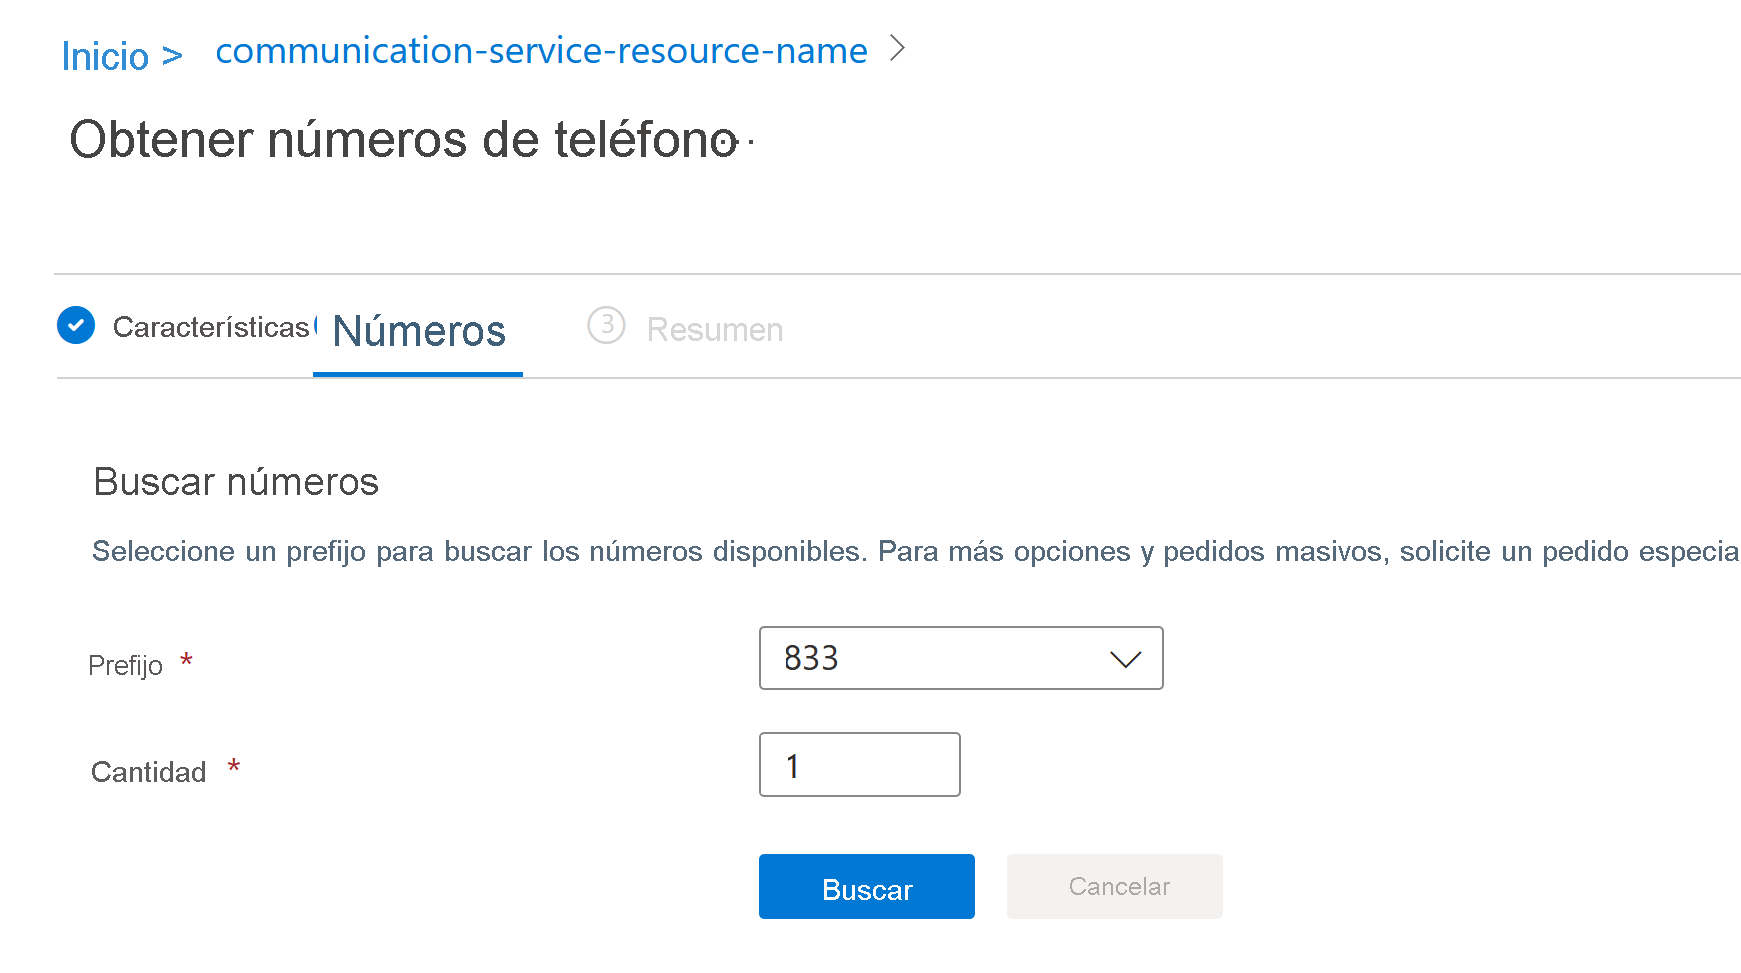 Inicio > communication-service-resource-name >
Obtener números de teléfono...
Características Números 3 Resumen
Buscar números
Seleccione un prefijo para buscar los números disponibles. Para más opciones y pedidos masivos, solicite un pedido especia
Prefijo * 833
Cantidad * 1
Buscar Cancelar